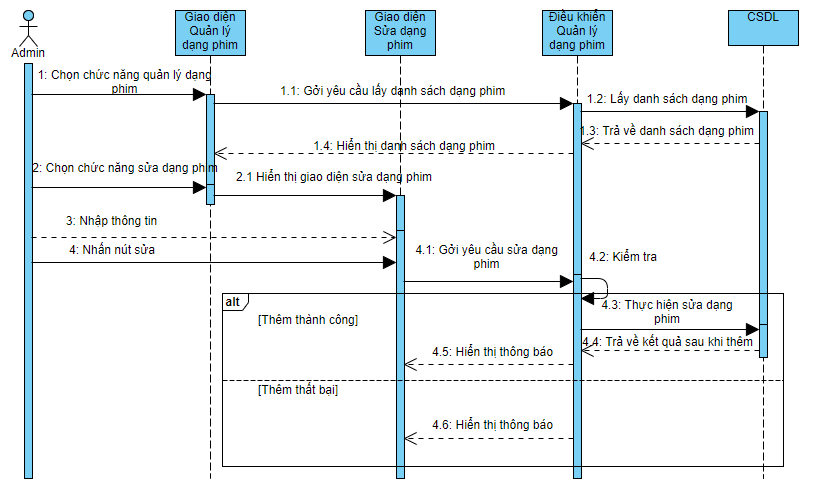 Admin
Giao diện
Quản lý
dạng phim
Giao diện
Sửa dạng
phim
Điều khiển
Quản lý
dạng phim
CSDL
1: Chọn chức năng quản lý dạng
phim
1.1: Gởi yêu cầu lấy danh sách dạng phim
1.2: Lấy danh sách dạng phim
1.3: Trả về danh sách dạng phim
1.4: Hiển thị danh sách dạng phim
2: Chọn chức năng sửa dạng phim
2.1 Hiển thị giao diện sửa dạng phim
3: Nhập thông tin
4: Nhấn nút sửa
4.1: Gởi yêu cầu sửa dạng
phim
4.2: Kiểm tra
alt
[Thêm thành công]
4.3: Thực hiện sửa dạng
phim
4.4: Trả về kết quả sau khi thêm
4.5: Hiển thị thông báo
[Thêm thất bại]
4.6: Hiển thị thông báo